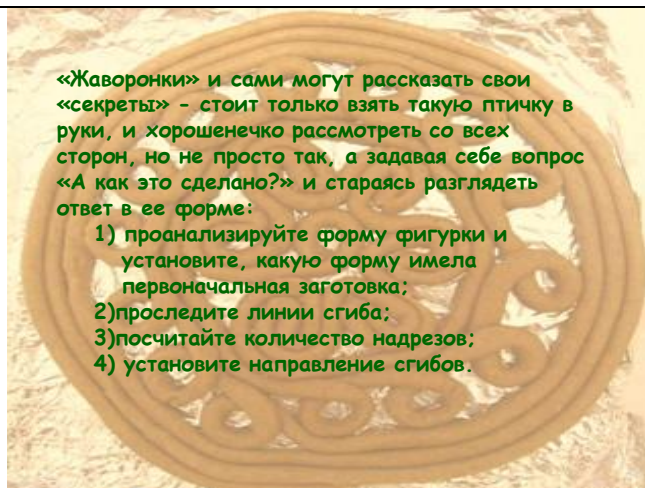 «Жаворонки» и сами могут рассказать свои
«секреты» - стоит только взять такую птичку в
руки, и хорошенечко рассмотреть со всех
сторон, но не просто так, а задавая себе вопрос
«А как это сделано?» и стараясь разглядеть
ответ в ее форме:
1) проанализируйте форму фигурки и
установите, какую форму имела
первоначальная заготовка;
2)проследите линии сгиба;
3)посчитайте количество надрезов;
4) установите направление сгибов.